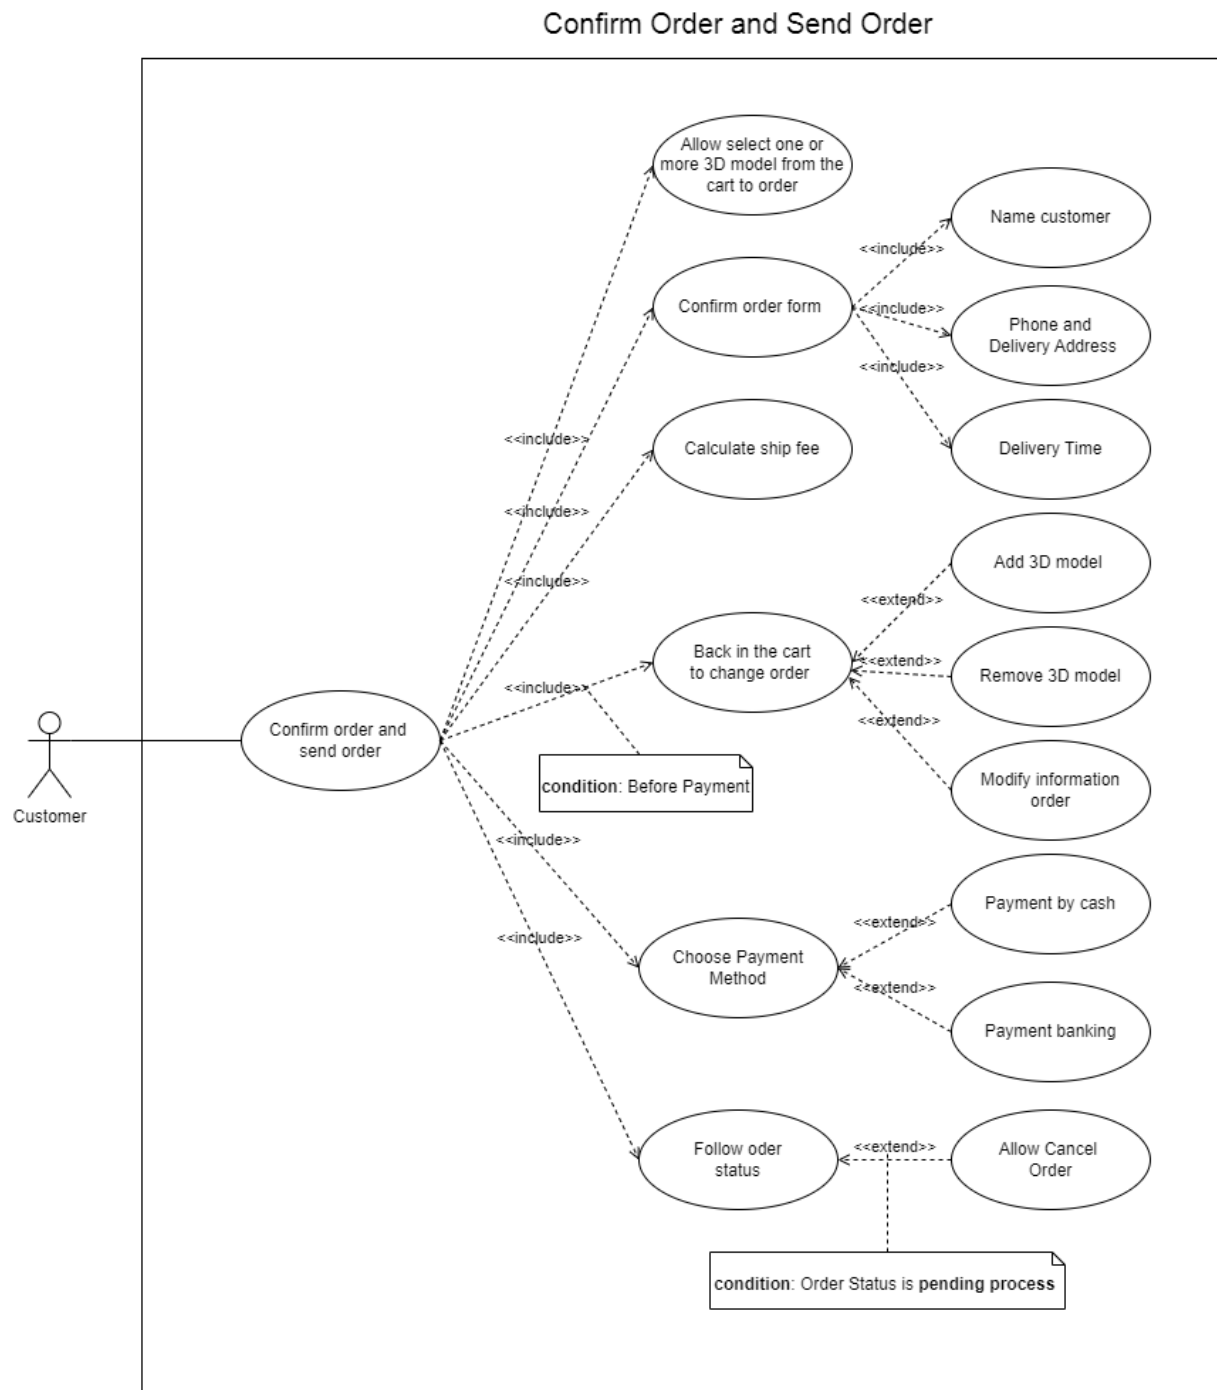 Confirm Order and Send Order
Allow select one or
more 3D model from the
cart to order
Name customer
<<include>>
Confirm order form
<<include>>
Phone and
Delivery Address
<<include>>
<<include>>
Calculate ship fee
Delivery Time
<<include>>
<<include>>
Add 3D model
<<extend>>
Back in the cart
to change order
<<extend>>
Remove 3D model
<<include>>
<<extend>>
Confirm order and
send order
condition: Before Payment
Modify information
order
Customer
<<include>>
Payment by cash
<<extend>>
<<include>>
Choose Payment
Method
<<extend>>
Payment banking
Follow oder
status
<<extend>>
Allow Cancel
Order
condition: Order Status is pending process